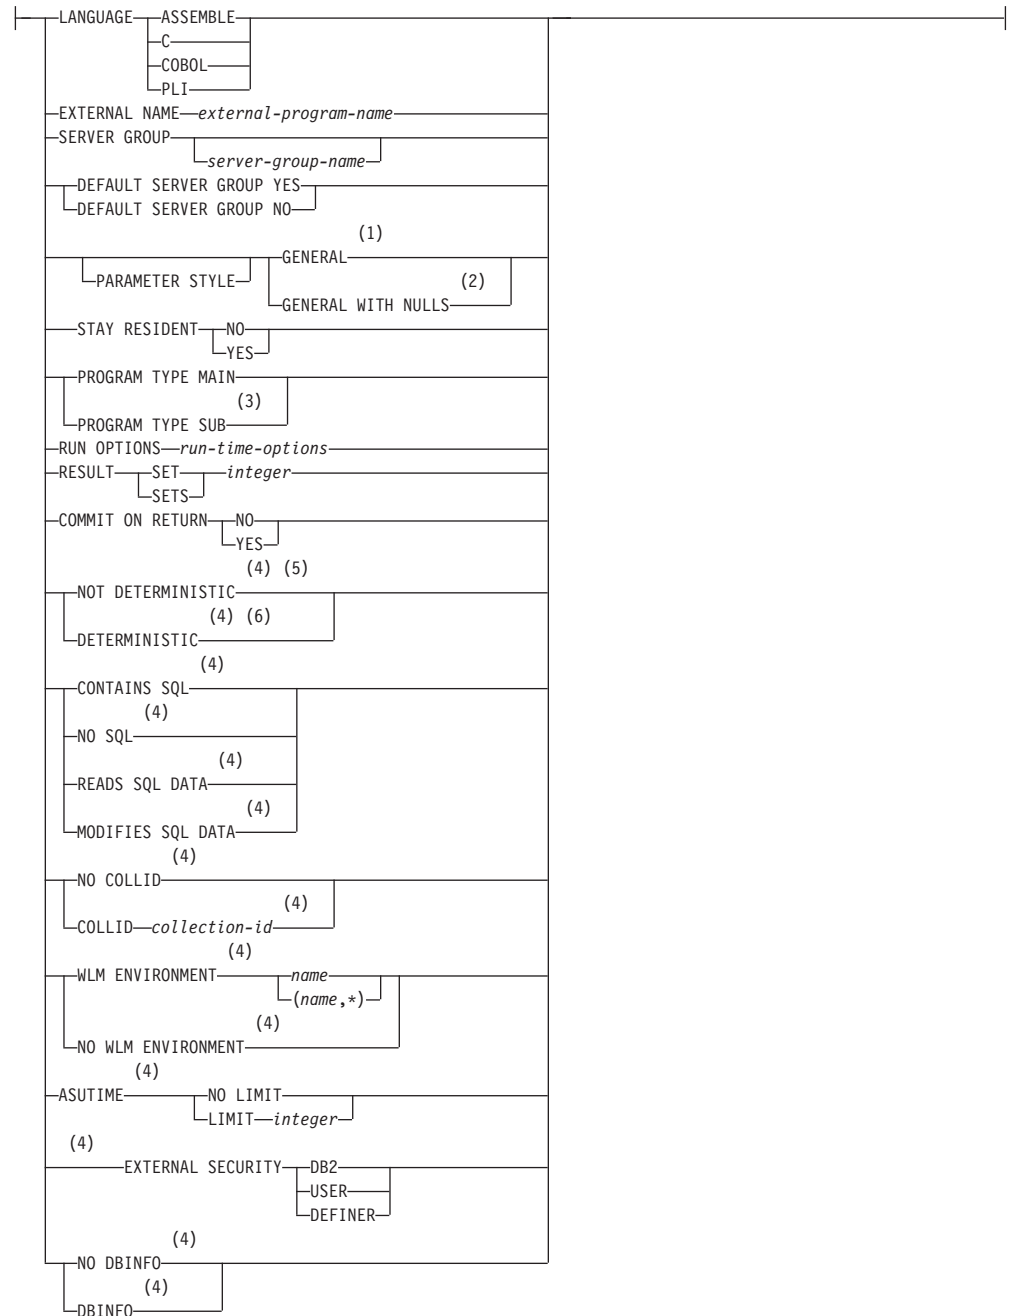 LANGUAGE ASSEMBLE
C
COBOL
PLI
EXTERNAL NAME external-program-name
SERVER GROUP
server-group-name
DEFAULT SERVER GROUP YES
DEFAULT SERVER GROUP NO
(1)
GENERAL
PARAMETER STYLE (2)
GENERAL WITH NULLS
STAY RESIDENT NO
YES
PROGRAM TYPE MAIN
(3)
PROGRAM TYPE SUB
RUN OPTIONS run-time-options
RESULT SET integer
SETS
COMMIT ON RETURN NO
YES
(4) (5)
NOT DETERMINISTIC
(4) (6)
DETERMINISTIC
(4)
CONTAINS SQL
(4)
NO SQL
(4)
READS SQL DATA
(4)
MODIFIES SQL DATA
(4)
NO COLLID
(4)
COLLID collection-id
(4)
WLM ENVIRONMENT name
(name,*)
(4)
NO WLM ENVIRONMENT
(4)
ASUTIME NO LIMIT
LIMIT integer
(4)
EXTERNAL SECURITY DB2
USER
DEFINER
(4)
NO DBINFO
(4)
DBINFO